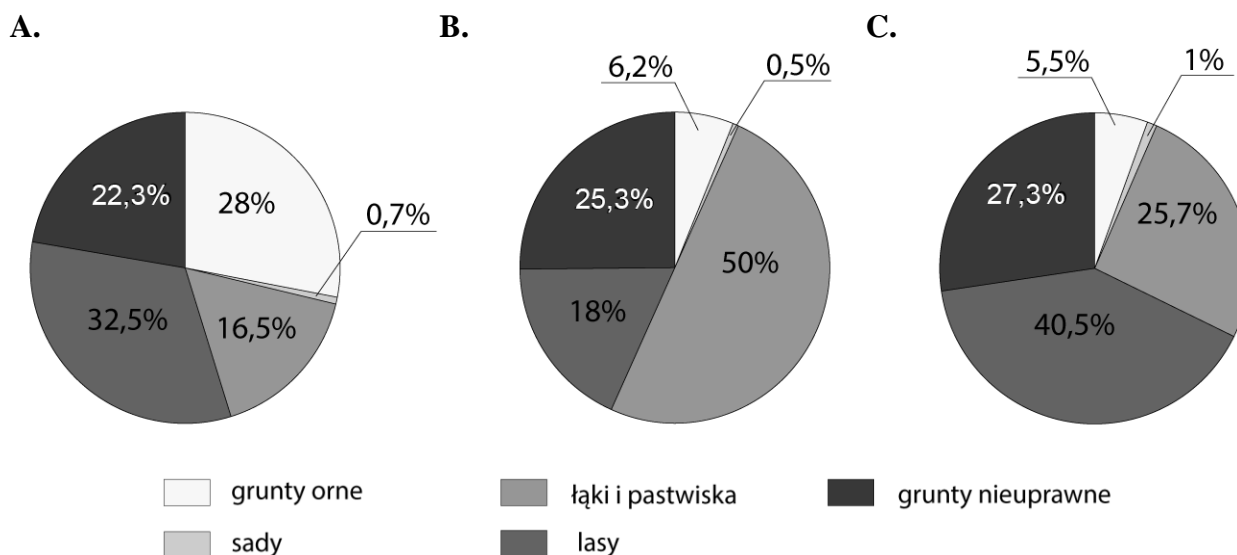 A.
B.
C.
6,2%
0,5%
5,5%
1%
22,3%
28%
0,7%
32,5%
16,5%
25,3%
50%
18%
27,3%
25,7%
40,5%
grunty orne
łąki i pastwiska
grunty nieuprawne
sady
lasy